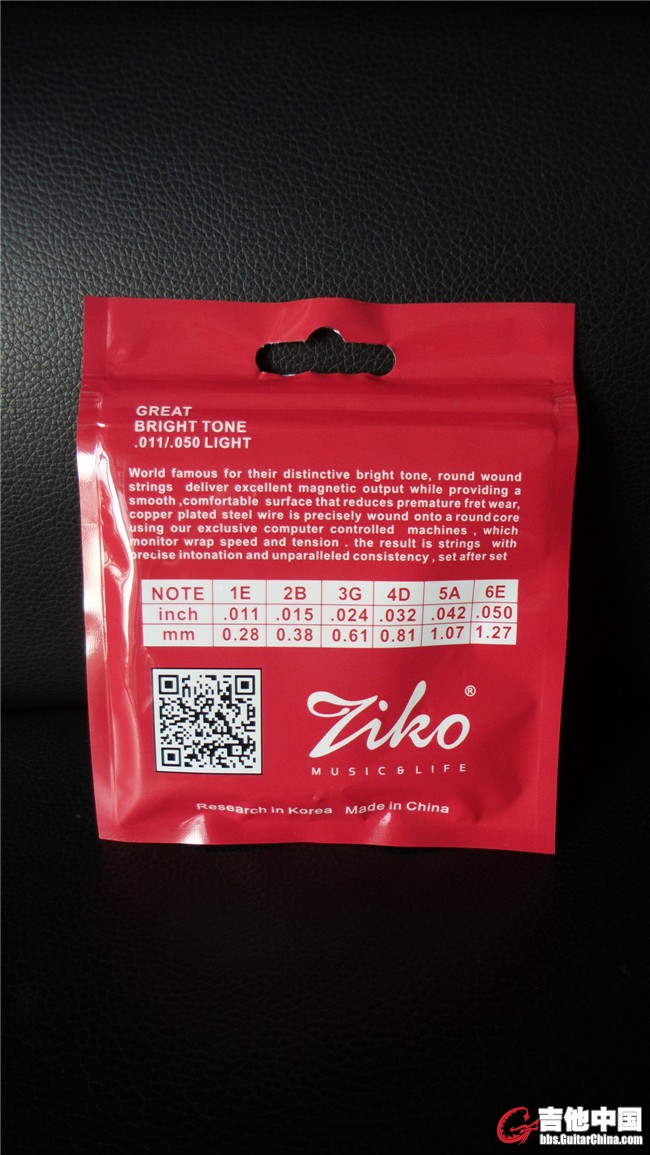 GREAT
BRIGHT TONE
.011/.050 LIGHT
World famous for their distinctive bright tone, round wound
strings deliver excellent magnetic output while providing a
smooth ,comfortable surface that reduces premature fret wear,
copper plated steel wire is precisely wound onto a round core
using our exclusive computer controlled machines , which
monitor wrap speed and tension . the result is strings with
precise intonation and unparalleled consistency , set after set
NOTE 1E 2B 3G 4D 5A 6E
inch .011 .015 .024 .032 .042 .050
mm 0.28 0.38 0.61 0.81 1.07 1.27
Ziko ®
MUSIC & LIFE
Research in Korea Made in China
吉他中国
bbs.GuitarChina.com